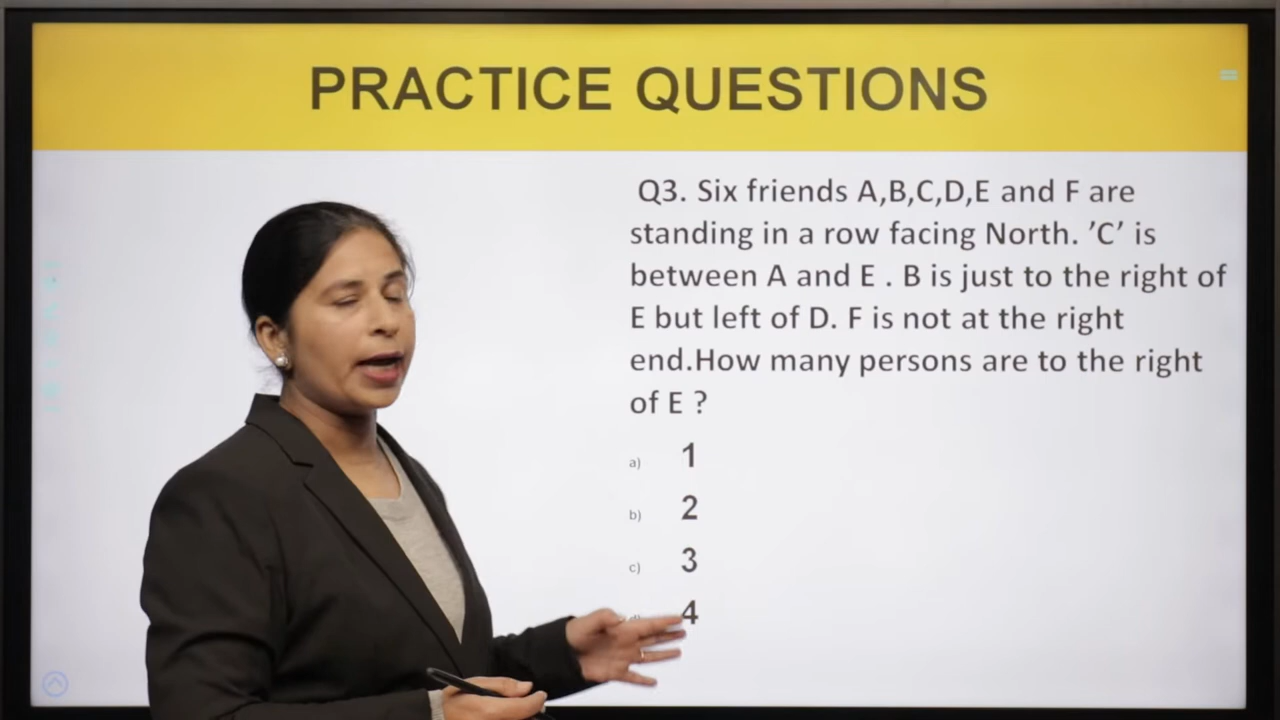 PRACTICE QUESTIONS
Q3. Six friends A,B,C,D,E and F are
standing in a row facing North. ’C’ is
between A and E . B is just to the right of
E but left of D. F is not at the right
end.How many persons are to the right
of E ?
a) 1
b) 2
c) 3
4